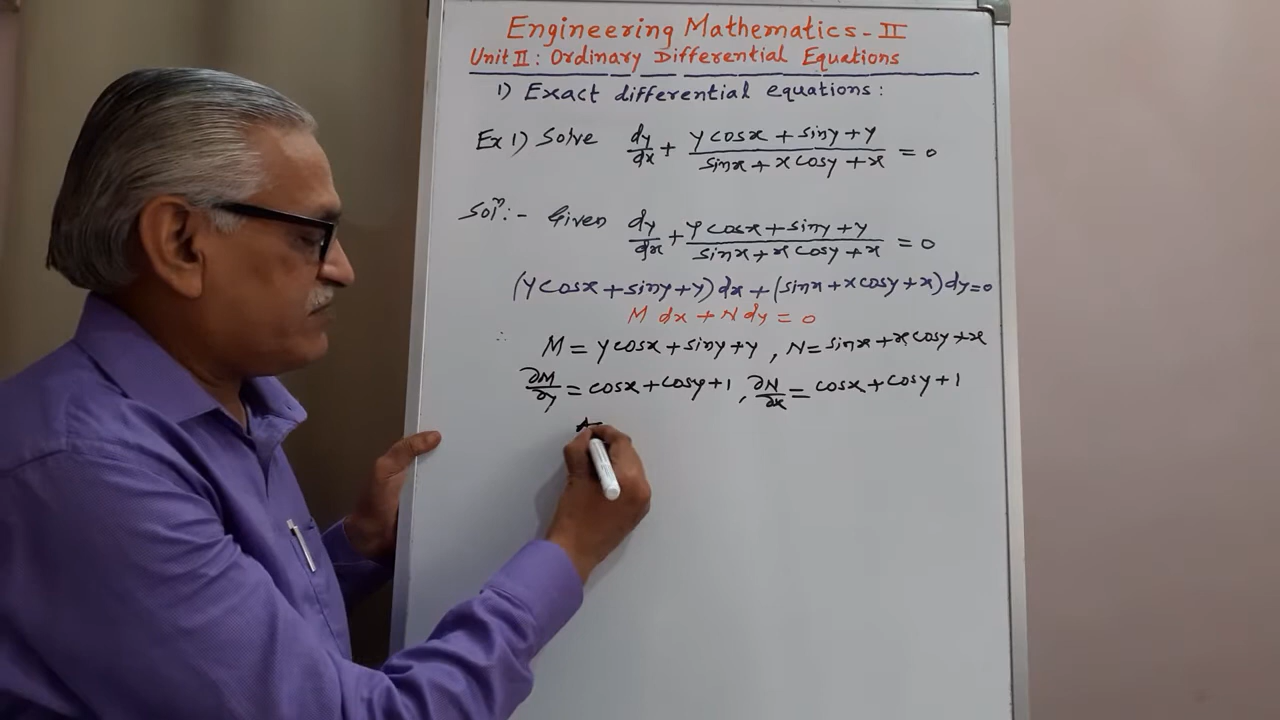 Engineering Mathematics - II
Unit II : Ordinary Differential Equations
1) Exact differential equations :
Ex 1) Solve dy/dx + (y cosx + siny + y)/(sinx + x cosy + x) = 0
Solⁿ :- Given dy/dx + (y cosx + siny + y)/(sinx + x cosy + x) = 0
(y cosx + siny + y) dx + (sinx + x cosy + x) dy = 0
M dx + N dy = 0
∴ M = y cosx + siny + y , N = sinx + x cosy + x
∂M/∂y = cosx + cosy + 1 , ∂N/∂x = cosx + cosy + 1